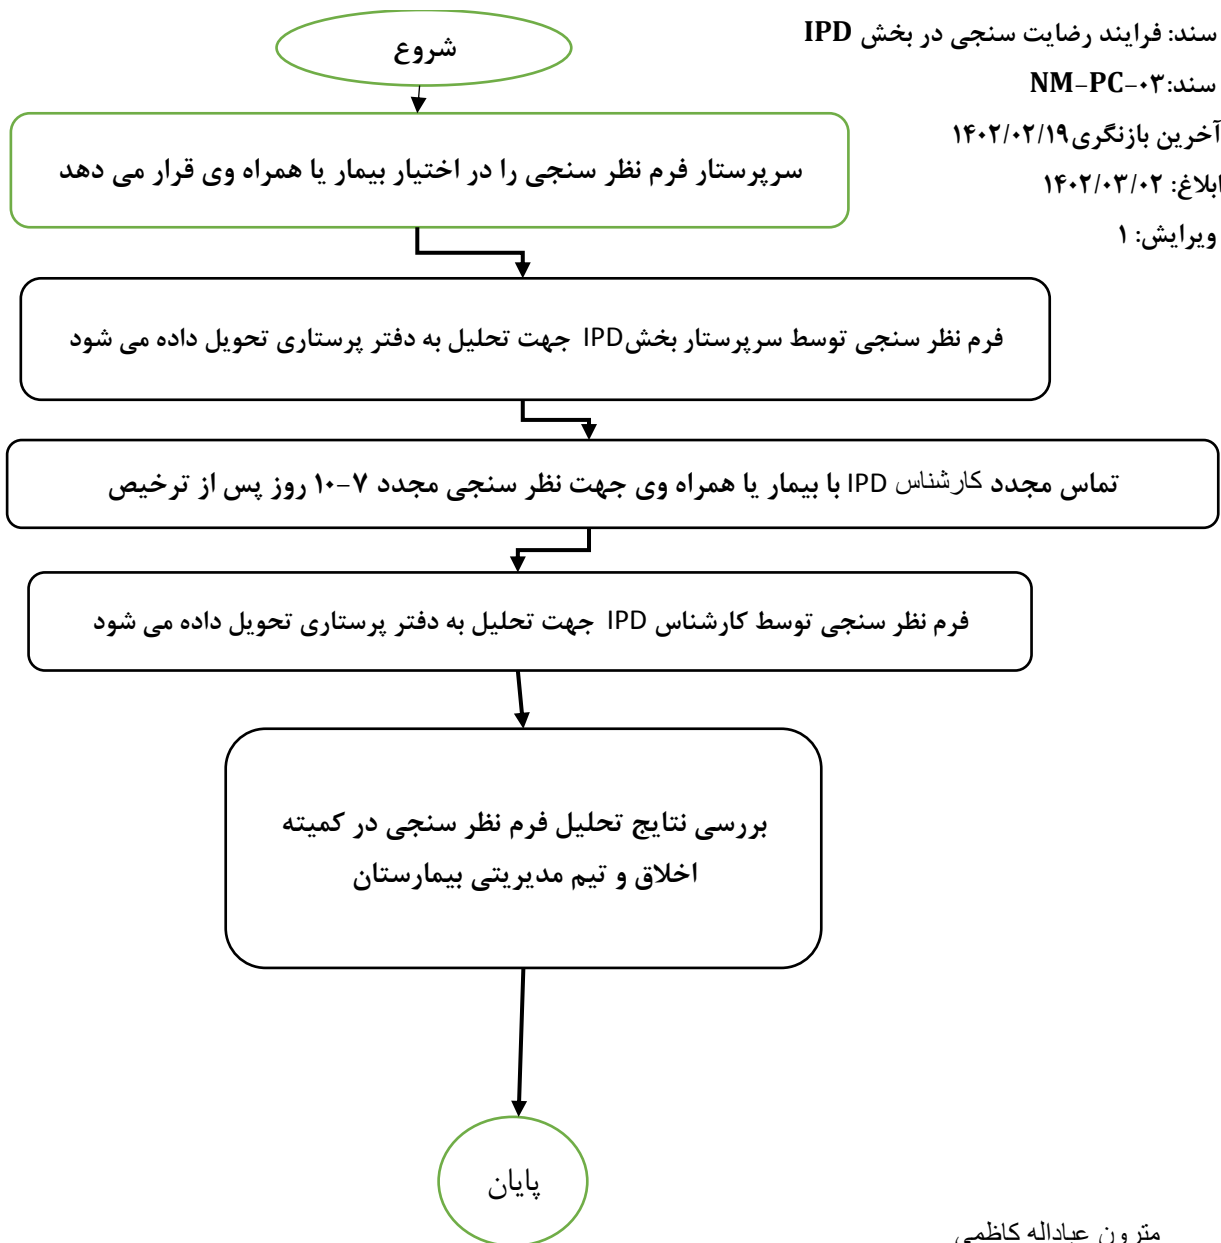 سند: فرایند رضایت سنجی در بخش IPD
سند:NM-PC-۰۳
آخرین بازنگری۱۴۰۲/۰۲/۱۹
ابلاغ: ۱۴۰۲/۰۳/۰۲
ویرایش: ۱
شروع
سرپرستار فرم نظر سنجی را در اختیار بیمار یا همراه وی قرار می دهد
فرم نظر سنجی توسط سرپرستار بخشIPD جهت تحلیل به دفتر پرستاری تحویل داده می شود
تماس مجدد کارشناس IPD با بیمار یا همراه وی جهت نظر سنجی مجدد ۷-۱۰ روز پس از ترخیص
فرم نظر سنجی توسط کارشناس IPD جهت تحلیل به دفتر پرستاری تحویل داده می شود
بررسی نتایج تحلیل فرم نظر سنجی در کمیته
اخلاق و تیم مدیریتی بیمارستان
پایان
مترون عباداله کاظمی